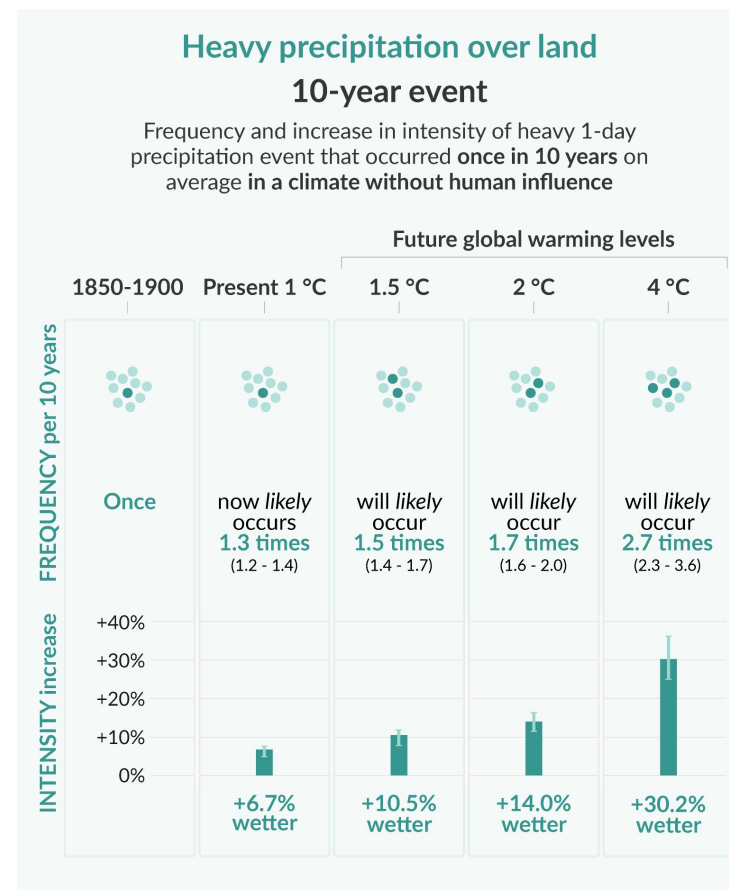 Heavy precipitation over land
10-year event
Frequency and increase in intensity of heavy 1-day
precipitation event that occurred once in 10 years on
average in a climate without human influence
Future global warming levels
1850-1900 Present 1 °C 1.5 °C 2 °C 4 °C
FREQUENCY per 10 years
Once
now likely
occurs
1.3 times
(1.2 - 1.4)
will likely
occur
1.5 times
(1.4 - 1.7)
will likely
occur
1.7 times
(1.6 - 2.0)
will likely
occur
2.7 times
(2.3 - 3.6)
INTENSITY increase
+40%
+30%
+20%
+10%
0%
+6.7%
wetter
+10.5%
wetter
+14.0%
wetter
+30.2%
wetter